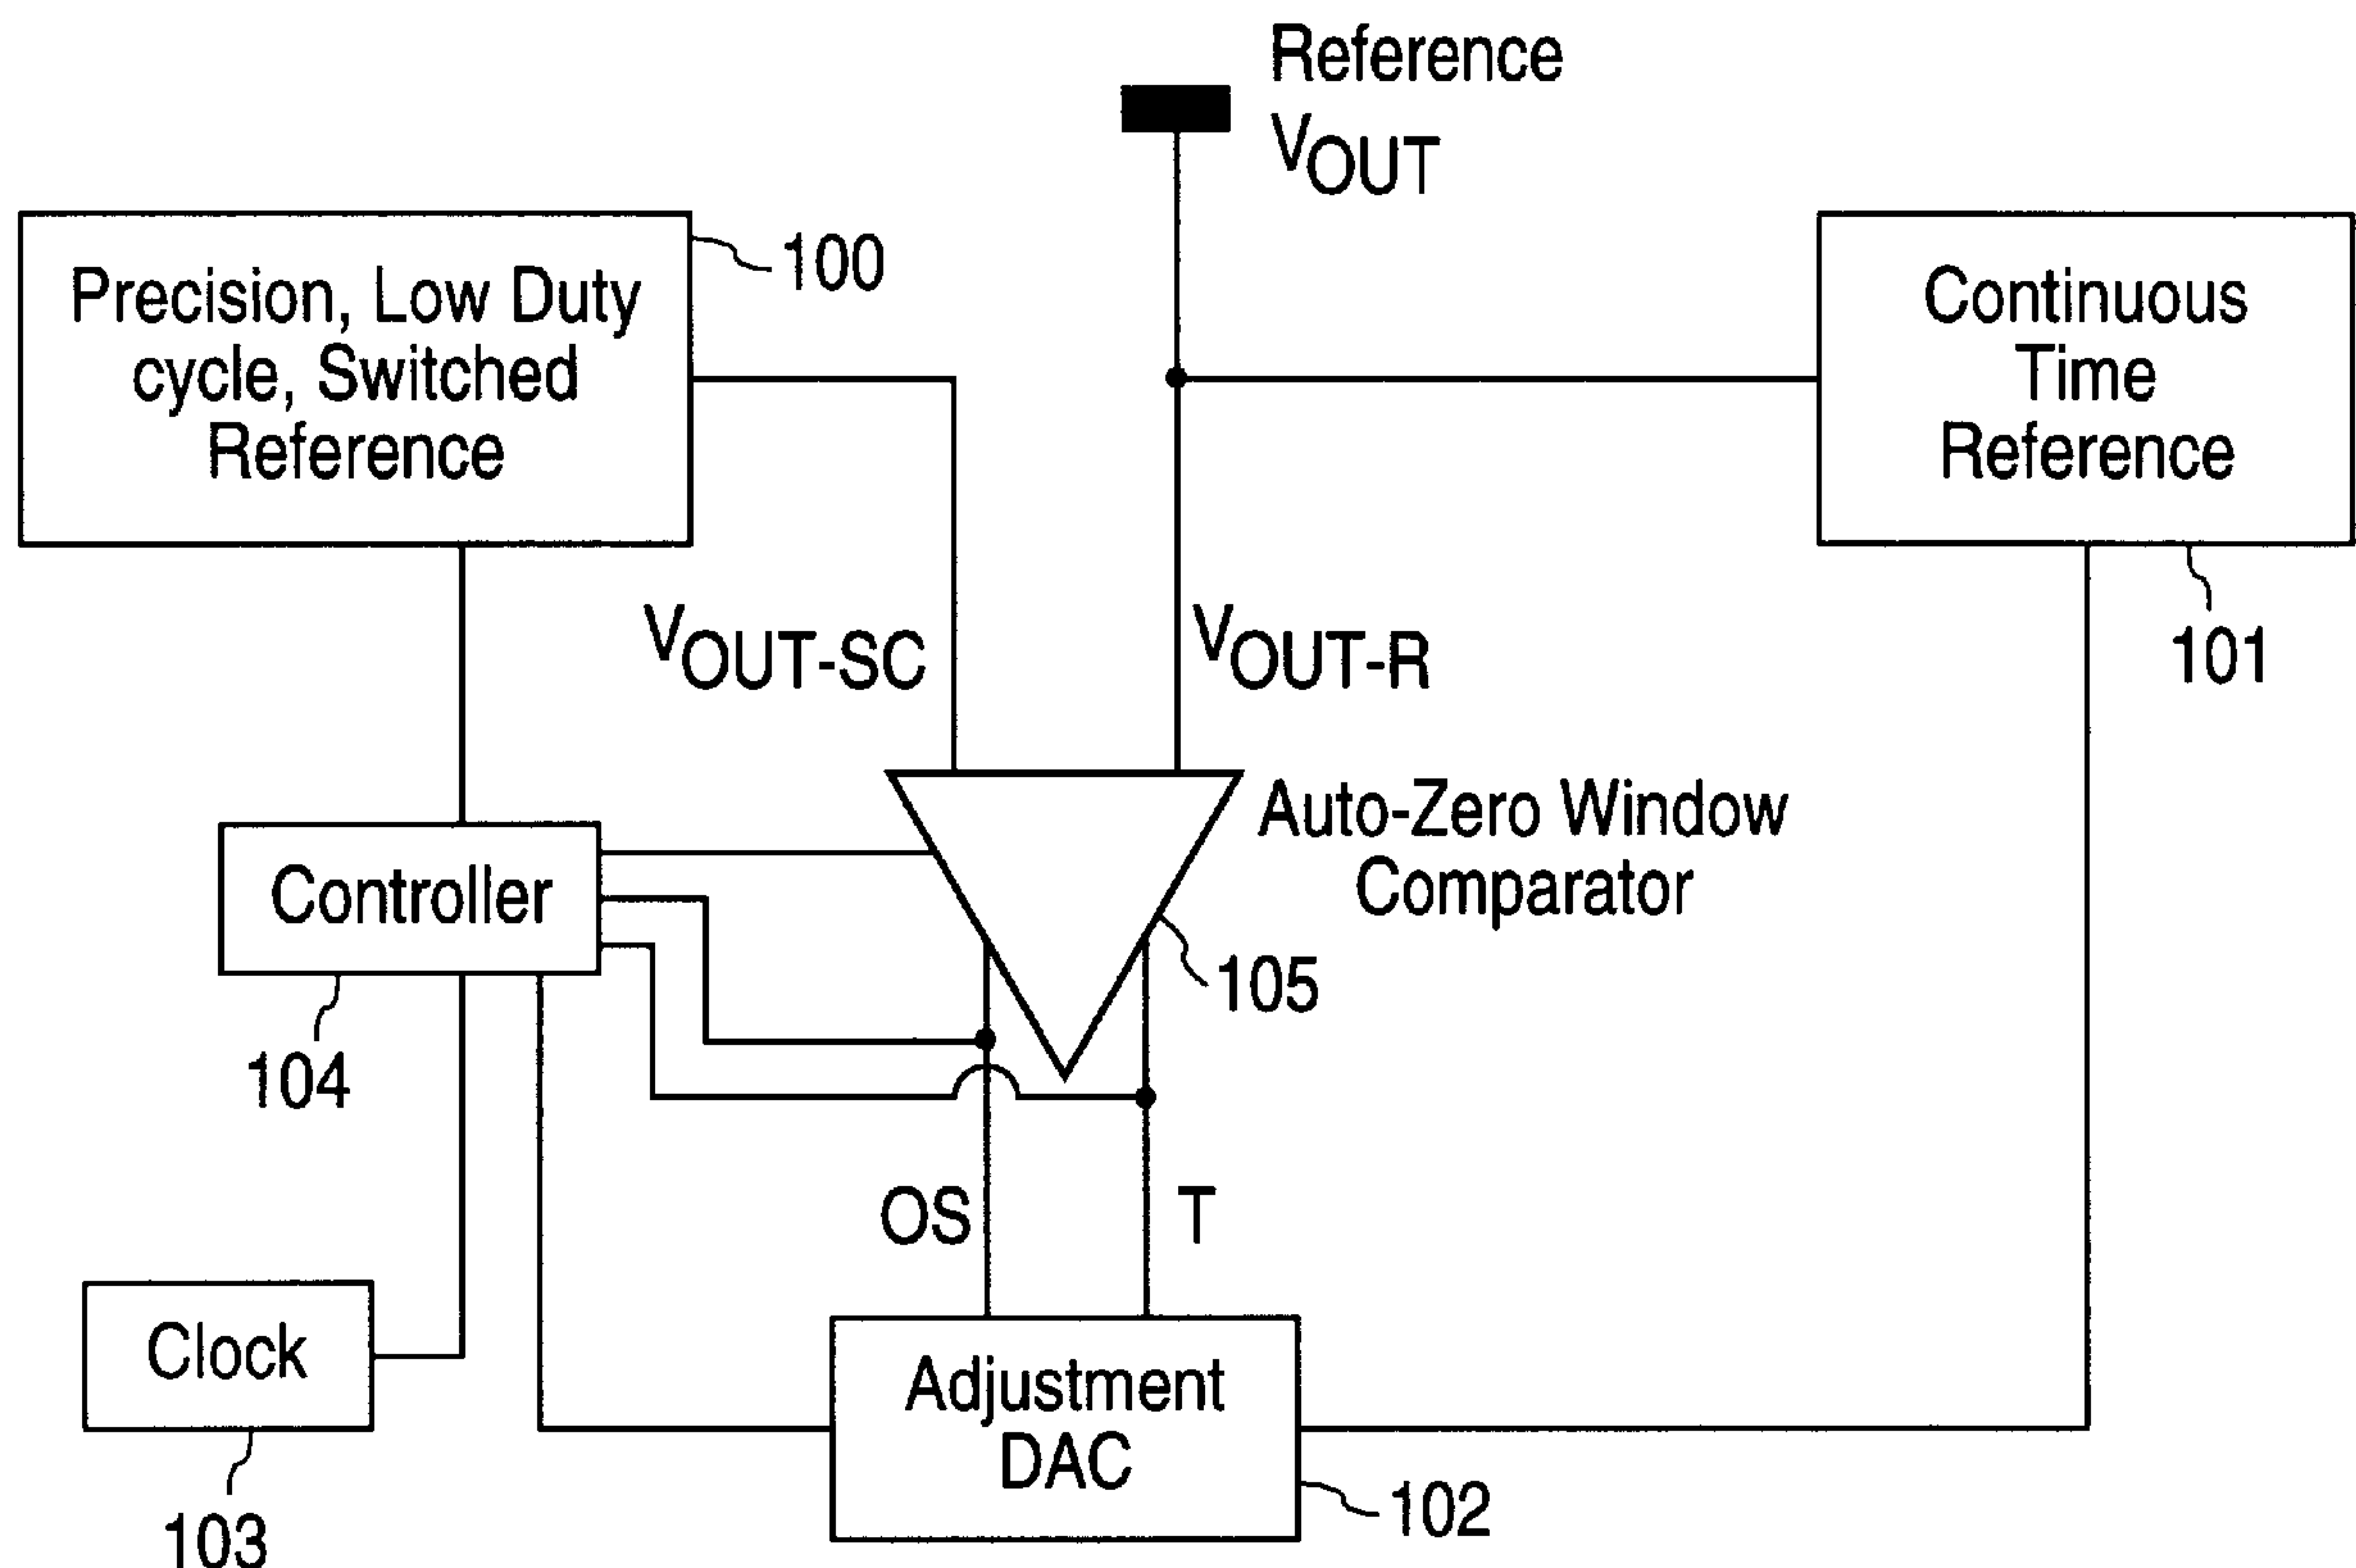 Reference
VOUT
100
Precision, Low Duty
cycle, Switched
Reference
Continuous
Time
Reference
VOUT-SC
VOUT-R
101
Auto-Zero Window
Comparator
Controller
105
104
OS
T
Clock
Adjustment
DAC
102
103